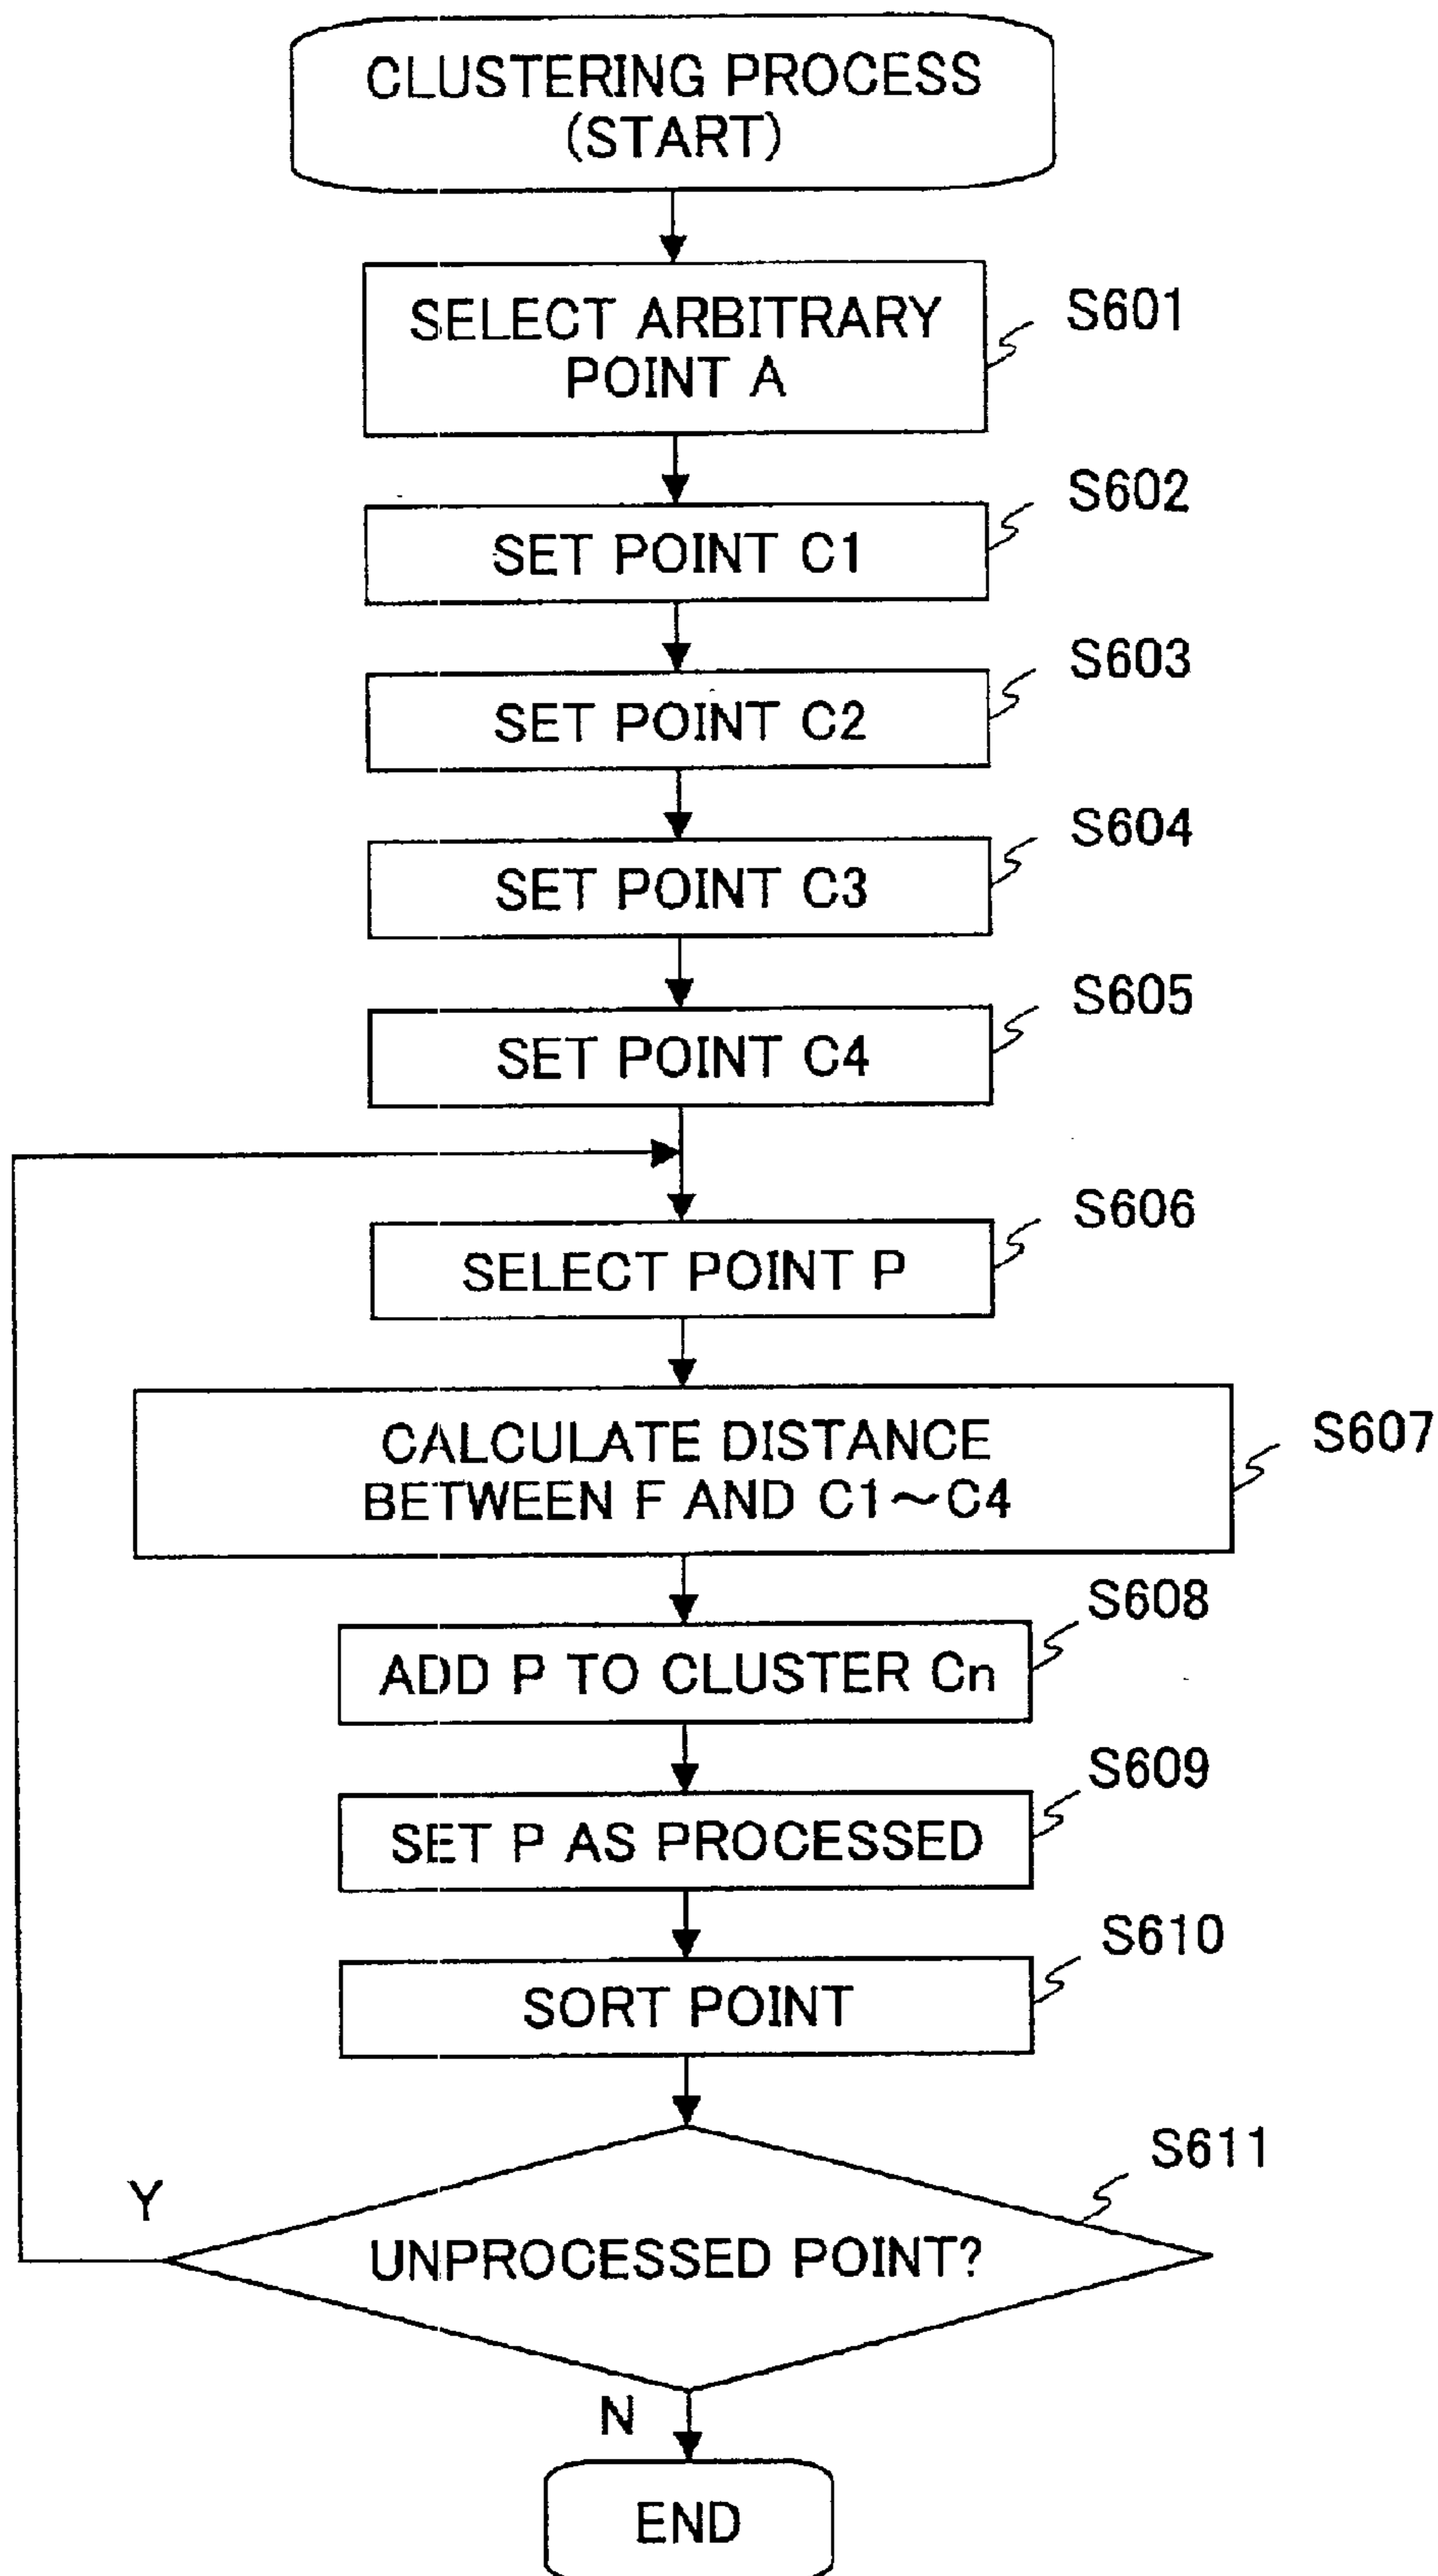 CLUSTERING PROCESS
(START)
SELECT ARBITRARY
POINT A
S601
SET POINT C1
S602
SET POINT C2
S603
SET POINT C3
S604
SET POINT C4
S605
SELECT POINT P
S606
CALCULATE DISTANCE
BETWEEN F AND C1～C4
S607
ADD P TO CLUSTER Cn
S608
SET P AS PROCESSED
S609
SORT POINT
S610
UNPROCESSED POINT?
S611
Y
N
END